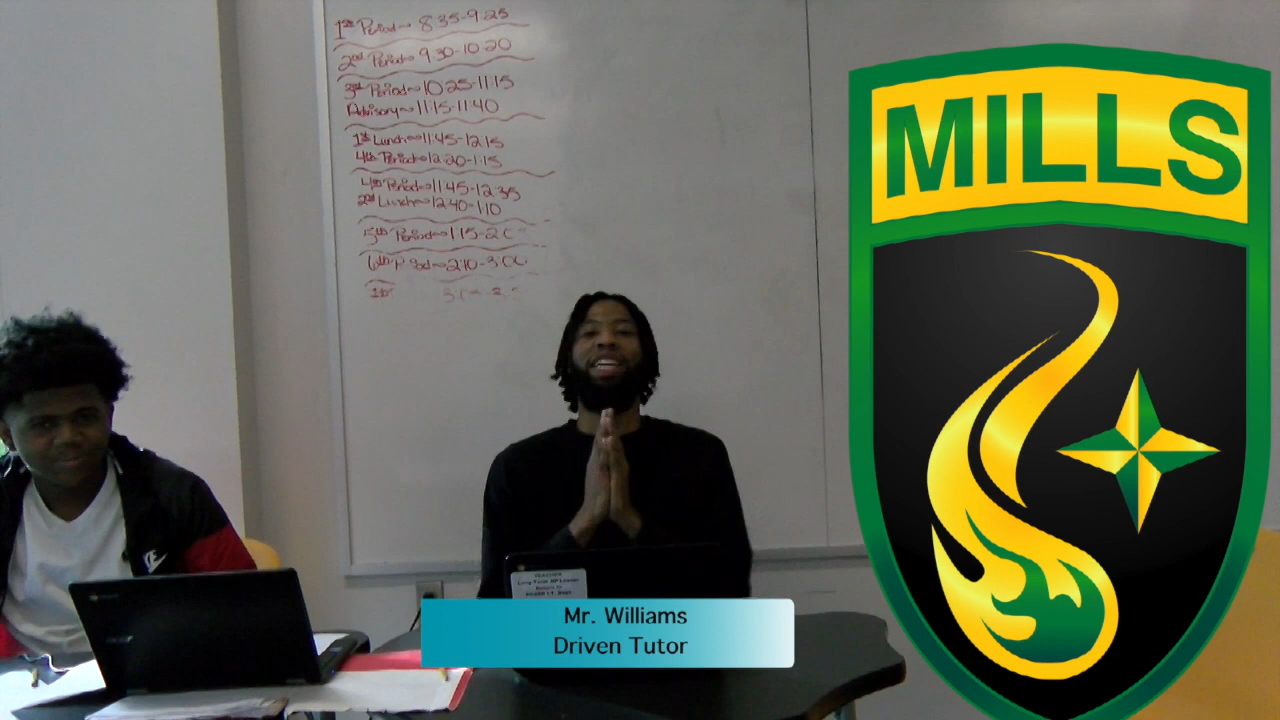 1st Period~ 8:35-9:25
2nd Period~ 9:30-10:20
3rd Period~ 10:25-11:15
Advisory~ 11:15-11:40
1st Lunch~ 11:45-12:15
4th Period~ 12:20-1:15
4th Period~ 11:45-12:35
2nd Lunch~ 12:40-1:10
5th Period~ 1:15-2:0
6th Period~ 2:10-3:00
MILLS
Mr. Williams
Driven Tutor